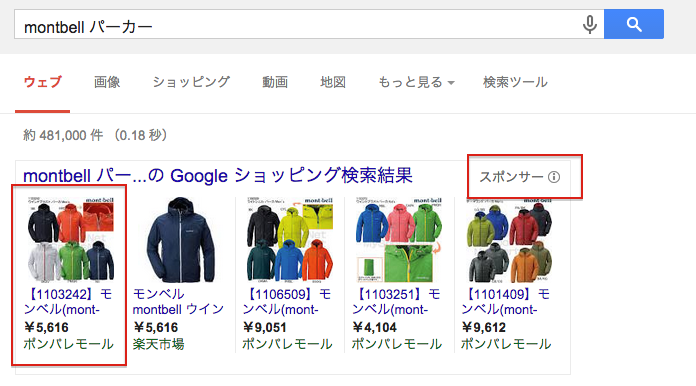 montbell パーカー
ウェブ 画像 ショッピング 動画 地図 もっと見る 検索ツール
約 481,000 件 （0.18 秒）
montbell パー...の Google ショッピング検索結果 スポンサー
mont-bell
mont-bell
mont-bell
mont-bell
【1103242】モンベル(mont-
¥5,616
ポンパレモール
モンベル
montbell ウイン
¥5,616
楽天市場
【1106509】モンベル(mont-
¥9,051
ポンパレモール
【1103251】モンベル(mont-
¥4,104
ポンパレモール
【1101409】モンベル(mont-
¥9,612
ポンパレモール